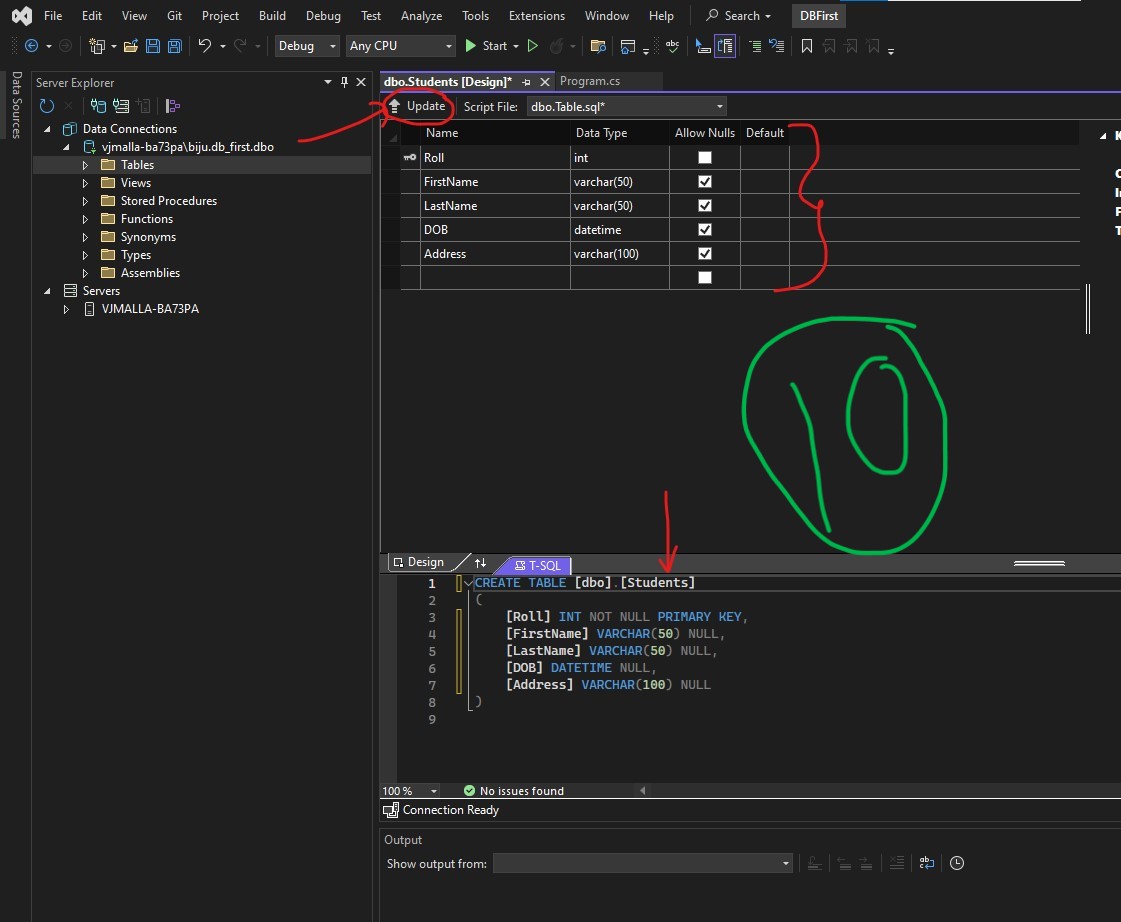 File Edit View Git Project Build Debug Test Analyze Tools Extensions Window Help Search DBFirst
Debug Any CPU Start
Data Sources
Server Explorer
Data Connections
vjmalla-ba73pa\biju.db_first.dbo
Tables
Views
Stored Procedures
Functions
Synonyms
Types
Assemblies
Servers
VJMALLA-BA73PA
dbo.Students [Design]* Program.cs
Update Script File: dbo.Table.sql*
Name Data Type Allow Nulls Default
Roll int
FirstName varchar(50)
LastName varchar(50)
DOB datetime
Address varchar(100)
10
Design T-SQL
1 CREATE TABLE [dbo].[Students]
2 (
3 [Roll] INT NOT NULL PRIMARY KEY,
4 [FirstName] VARCHAR(50) NULL,
5 [LastName] VARCHAR(50) NULL,
6 [DOB] DATETIME NULL,
7 [Address] VARCHAR(100) NULL
8 )
9
100 % No issues found
Connection Ready
Output
Show output from: